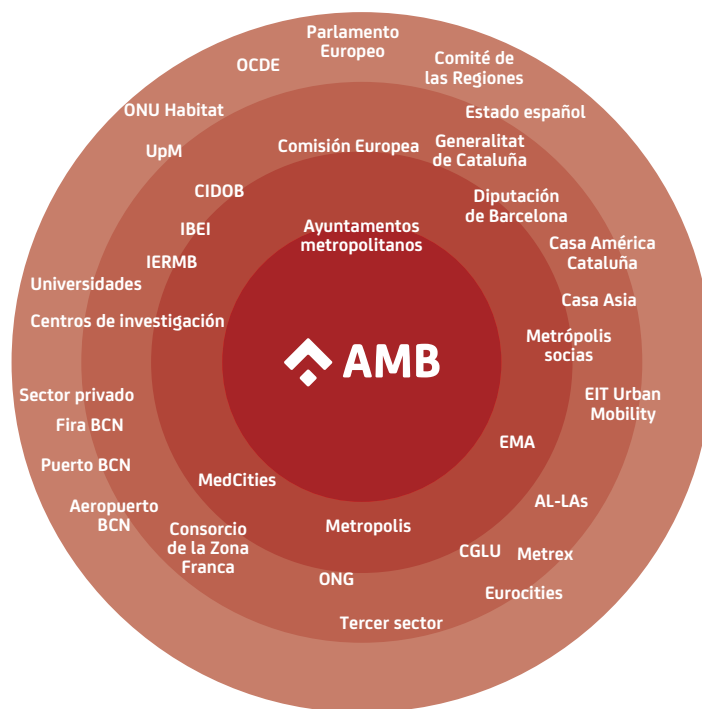 Parlamento
Europeo
OCDE
Comité de
las Regiones
ONU Habitat
Estado español
UpM
Comisión Europea
Generalitat
de Cataluña
CIDOB
Diputación
de Barcelona
IBEI
Ayuntamentos
metropolitanos
IERMB
Casa América
Cataluña
Universidades
Casa Asia
Centros de investigación
Metrópolis
socias
AMB
Sector privado
EIT Urban
Mobility
Fira BCN
EMA
Puerto BCN
MedCities
AL-LAs
Aeropuerto
BCN
Metropolis
Consorcio
de la Zona
Franca
CGLU
Metrex
ONG
Eurocities
Tercer sector